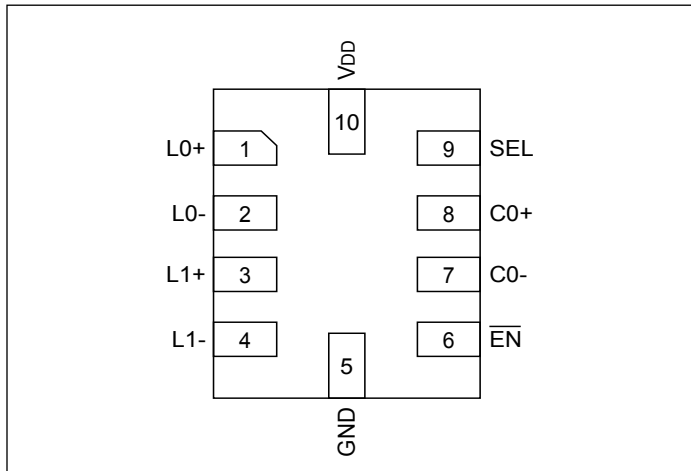 VDD
10
L0+ 1 9 SEL
L0- 2 8 C0+
L1+ 3 7 C0-
L1- 4 6 E̅N̅
5
GND